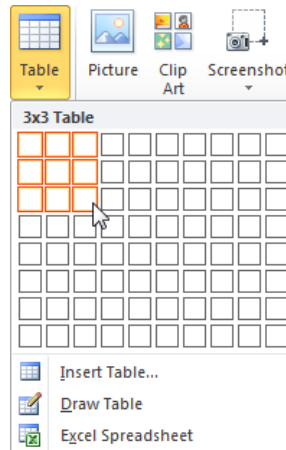 Table Picture Clip Screenshot
Art
3x3 Table
Insert Table...
Draw Table
Excel Spreadsheet